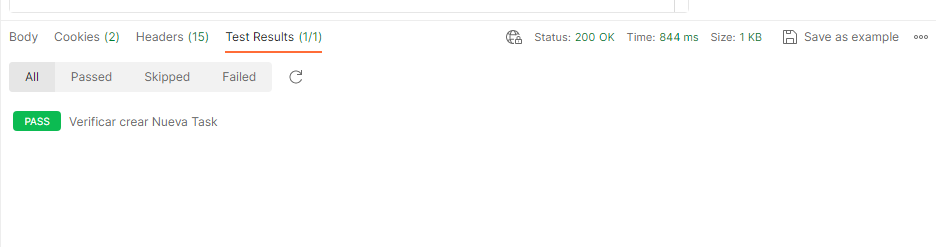 Body Cookies (2) Headers (15) Test Results (1/1) Status: 200 OK Time: 844 ms Size: 1 KB Save as example
All Passed Skipped Failed
PASS Verificar crear Nueva Task